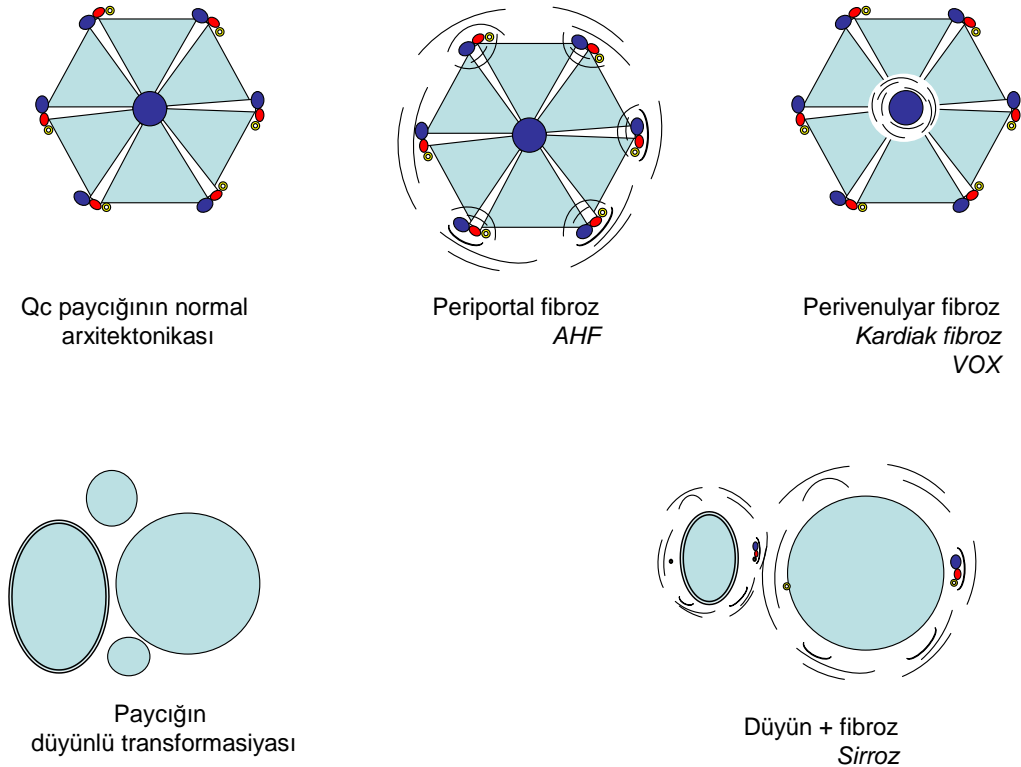 Qc paycığının normal
arxitektonikası
Periportal fibroz
AHF
Perivenulyar fibroz
Kardiak fibroz
VOX
Paycığın
düyünlü transformasiyası
Düyün + fibroz
Sirroz